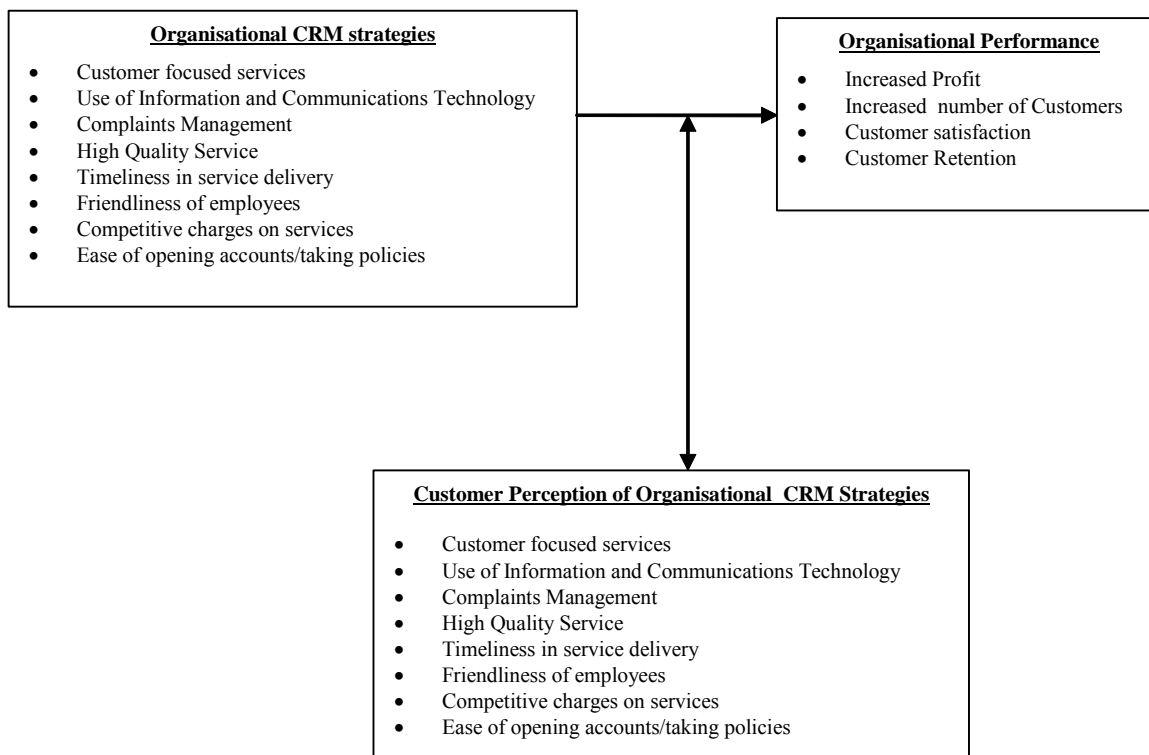 Organisational CRM strategies
• Customer focused services
• Use of Information and Communications Technology
• Complaints Management
• High Quality Service
• Timeliness in service delivery
• Friendliness of employees
• Competitive charges on services
• Ease of opening accounts/taking policies
Organisational Performance
• Increased Profit
• Increased number of Customers
• Customer satisfaction
• Customer Retention
Customer Perception of Organisational CRM Strategies
• Customer focused services
• Use of Information and Communications Technology
• Complaints Management
• High Quality Service
• Timeliness in service delivery
• Friendliness of employees
• Competitive charges on services
• Ease of opening accounts/taking policies